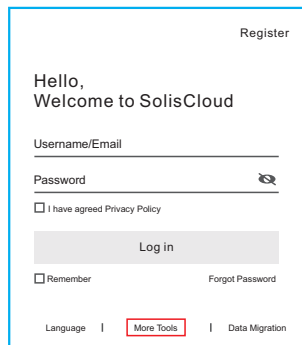 Register
Hello,
Welcome to SolisCloud
Username/Email
Password
I have agreed Privacy Policy
Log in
Remember Forgot Password
Language | More Tools | Data Migration